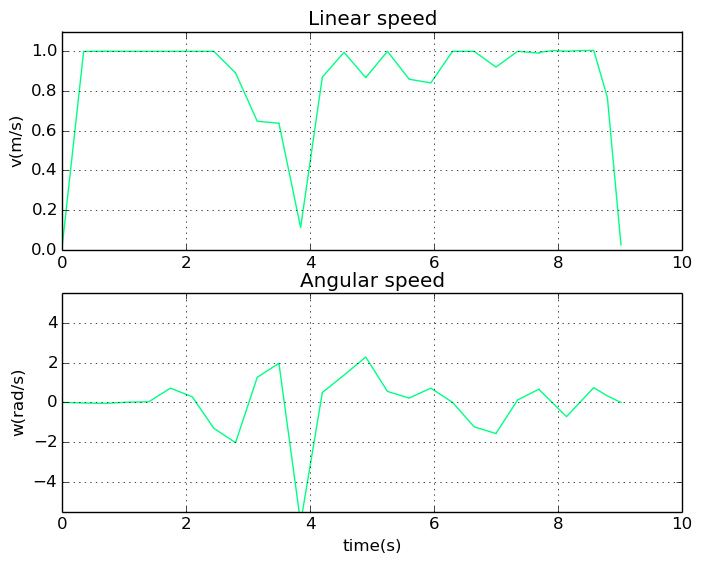 Linear speed
1.0
0.8
0.6
0.4
0.2
0.0
v(m/s)
0 2 4 6 8 10
Angular speed
4
2
0
−2
−4
w(rad/s)
0 2 4 6 8 10
time(s)